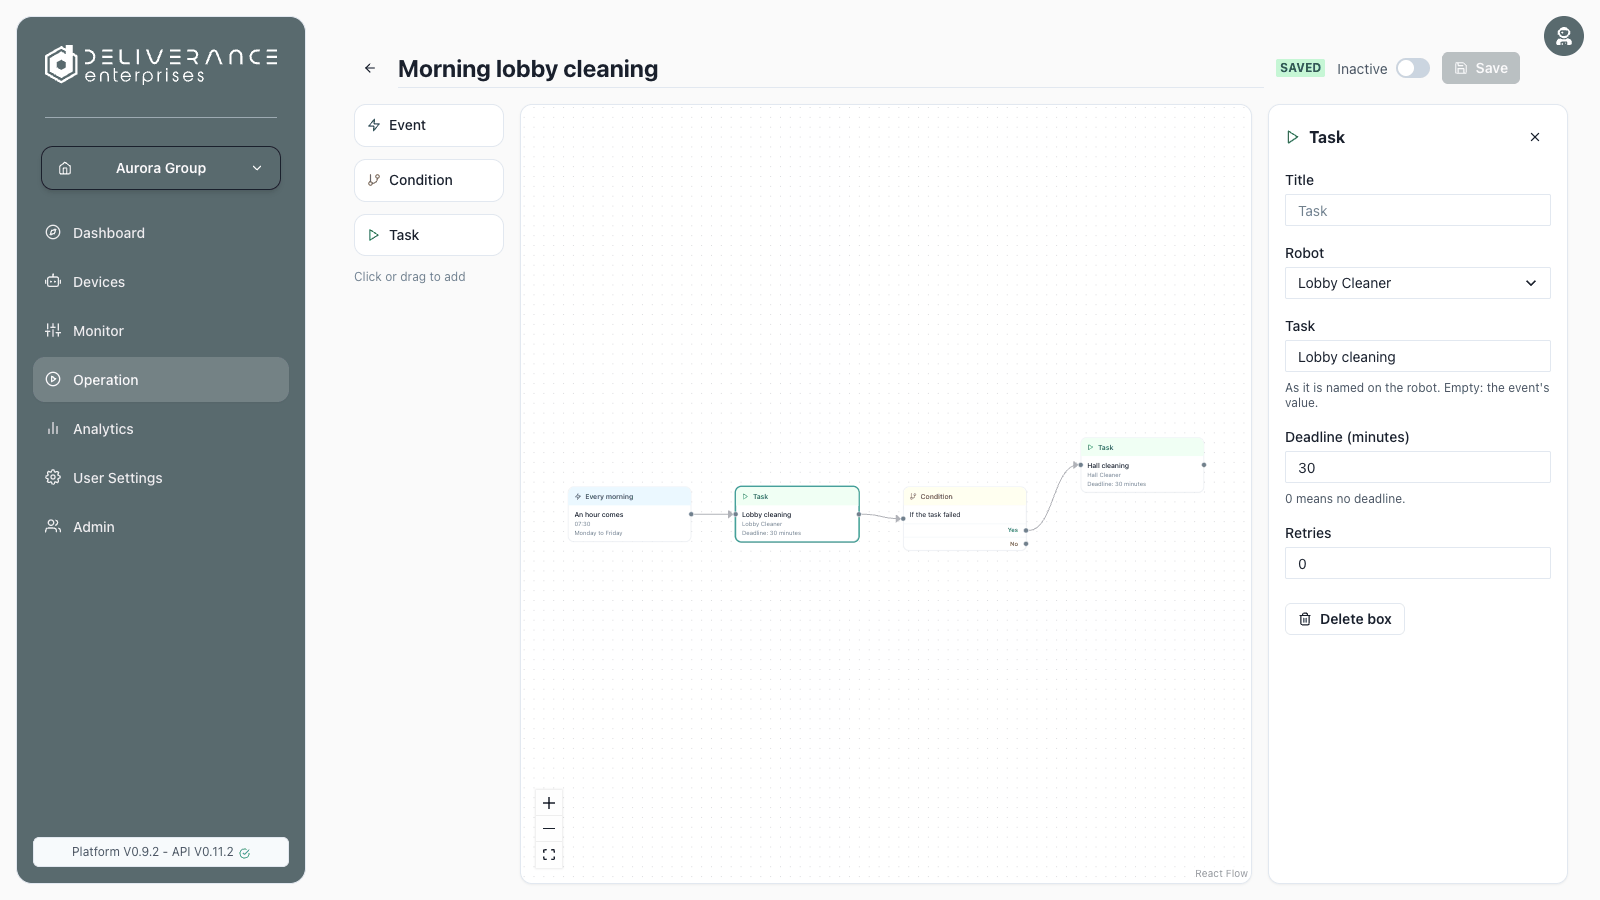 DELIVERANCE
enterprises
Aurora Group
Dashboard
Devices
Monitor
Operation
Analytics
User Settings
Admin
Platform V0.9.2 - API V0.11.2
Morning lobby cleaning
SAVED
Inactive
Save
Event
Condition
Task
Click or drag to add
Every morning
An hour comes
07:30
Monday to Friday
Task
Lobby cleaning
Lobby Cleaner
Deadline: 30 minutes
Condition
If the task failed
Yes
No
Task
Hall cleaning
Hall Cleaner
Deadline: 30 minutes
React Flow
Task
Title
Task
Robot
Lobby Cleaner
Task
Lobby cleaning
As it is named on the robot. Empty: the event's
value.
Deadline (minutes)
30
0 means no deadline.
Retries
0
Delete box